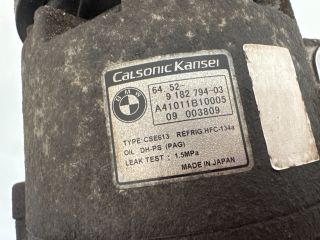 Calsonic Kansei
BMW
64.52-
9 182 794-03
A41011B10005
09 003809
TYPE CSE613 REFRIG HFC-134a
OIL DH-PS (PAG)
LEAK TEST : 1.5MPa
MADE IN JAPAN